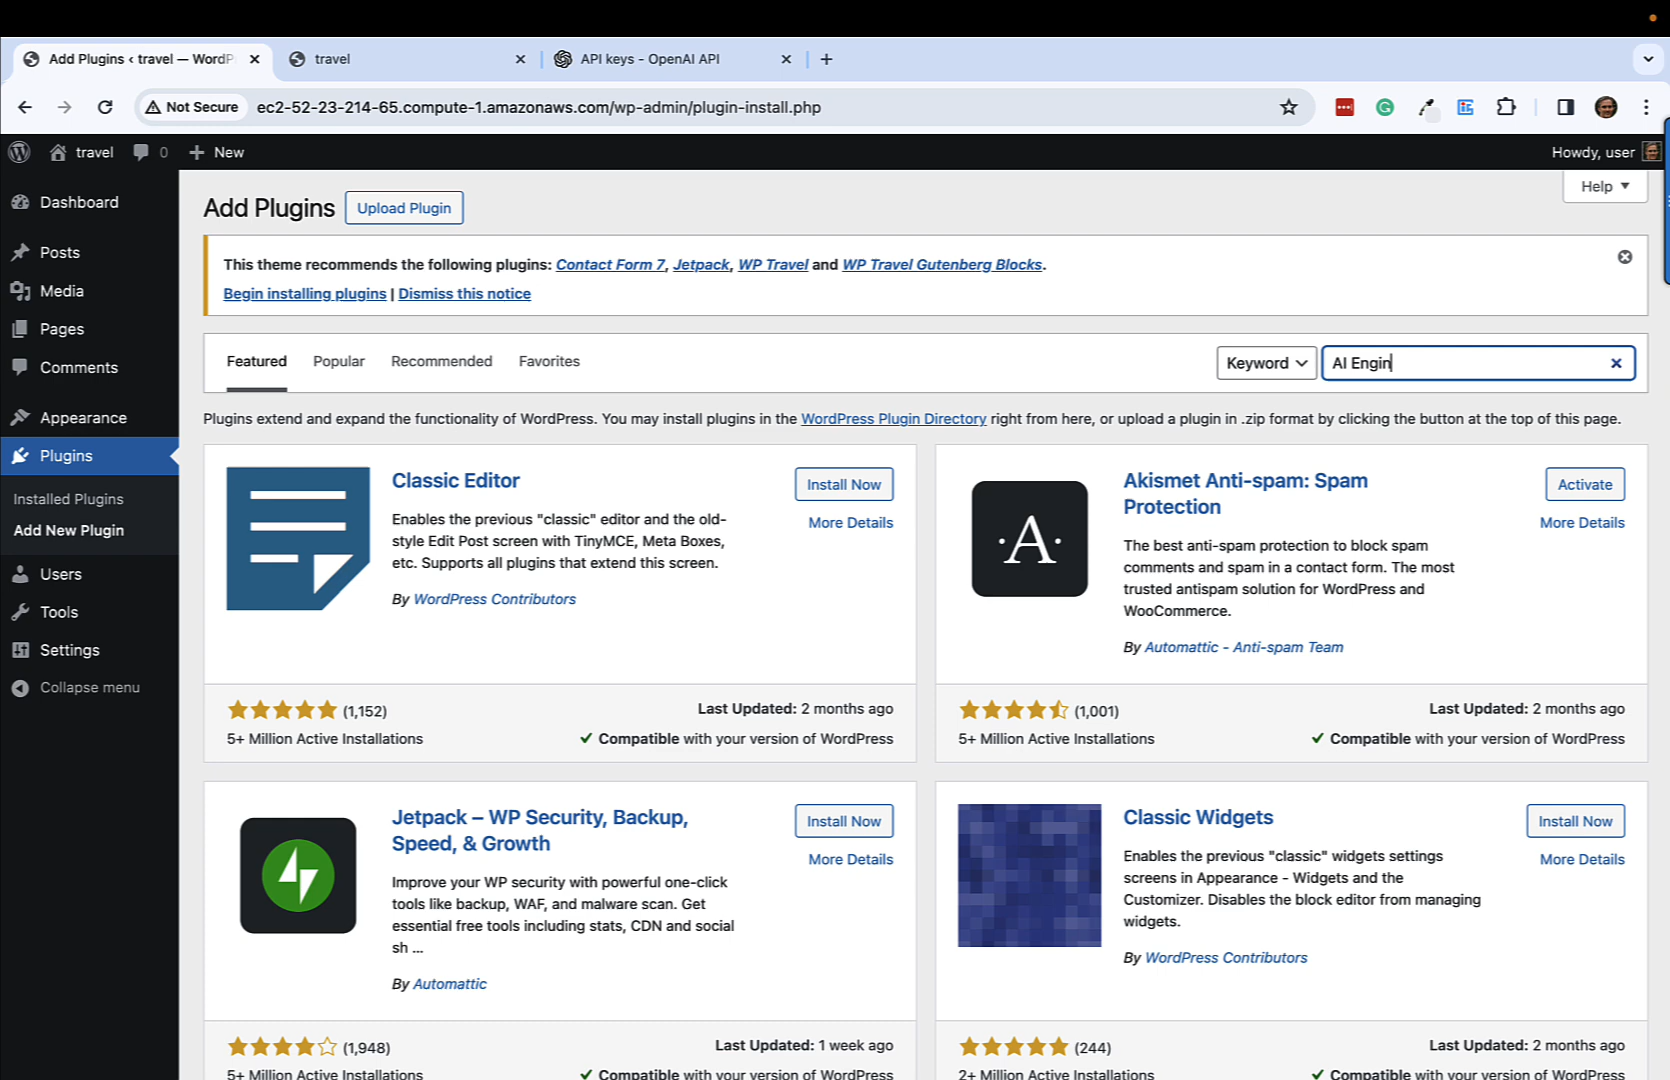 Add Plugins ‹ travel — WordP
travel
API keys - OpenAI API
Not Secure
ec2-52-23-214-65.compute-1.amazonaws.com/wp-admin/plugin-install.php
travel
0
New
Howdy, user
Dashboard
Posts
Media
Pages
Comments
Appearance
Plugins
Installed Plugins
Add New Plugin
Users
Tools
Settings
Collapse menu
Help
Add Plugins
Upload Plugin
This theme recommends the following plugins: Contact Form 7, Jetpack, WP Travel and WP Travel Gutenberg Blocks.
Begin installing plugins | Dismiss this notice
Featured
Popular
Recommended
Favorites
Keyword
AI Engin
Plugins extend and expand the functionality of WordPress. You may install plugins in the WordPress Plugin Directory right from here, or upload a plugin in .zip format by clicking the button at the top of this page.
Classic Editor
Install Now
More Details
Enables the previous "classic" editor and the old-
style Edit Post screen with TinyMCE, Meta Boxes,
etc. Supports all plugins that extend this screen.
By WordPress Contributors
(1,152)
Last Updated: 2 months ago
5+ Million Active Installations
Compatible with your version of WordPress
·A·
Akismet Anti-spam: Spam
Protection
Activate
More Details
The best anti-spam protection to block spam
comments and spam in a contact form. The most
trusted antispam solution for WordPress and
WooCommerce.
By Automattic - Anti-spam Team
(1,001)
Last Updated: 2 months ago
5+ Million Active Installations
Compatible with your version of WordPress
Jetpack – WP Security, Backup,
Speed, & Growth
Install Now
More Details
Improve your WP security with powerful one-click
tools like backup, WAF, and malware scan. Get
essential free tools including stats, CDN and social
sh ...
By Automattic
(1,948)
Last Updated: 1 week ago
5+ Million Active Installations
Compatible with your version of WordPress
Classic Widgets
Install Now
More Details
Enables the previous "classic" widgets settings
screens in Appearance - Widgets and the
Customizer. Disables the block editor from managing
widgets.
By WordPress Contributors
(244)
Last Updated: 2 months ago
2+ Million Active Installations
Compatible with your version of WordPress